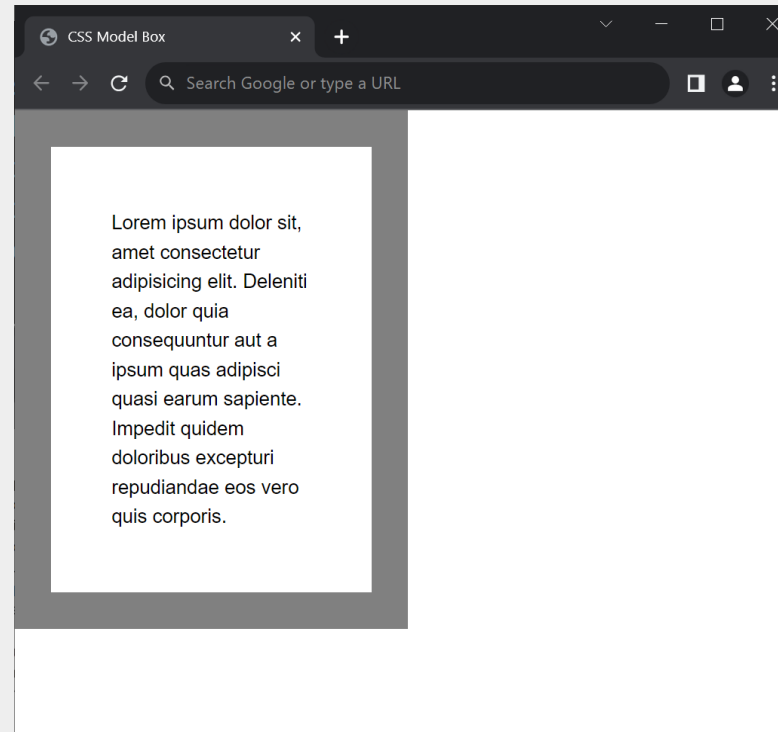 CSS Model Box
Search Google or type a URL
Lorem ipsum dolor sit,
amet consectetur
adipisicing elit. Deleniti
ea, dolor quia
consequuntur aut a
ipsum quas adipisci
quasi earum sapiente.
Impedit quidem
doloribus excepturi
repudiandae eos vero
quis corporis.